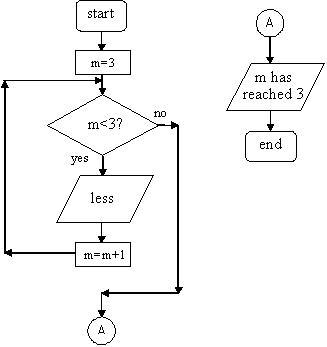 start
m=3
m<3?
no
yes
less
m=m+1
A
A
m has
reached 3
end